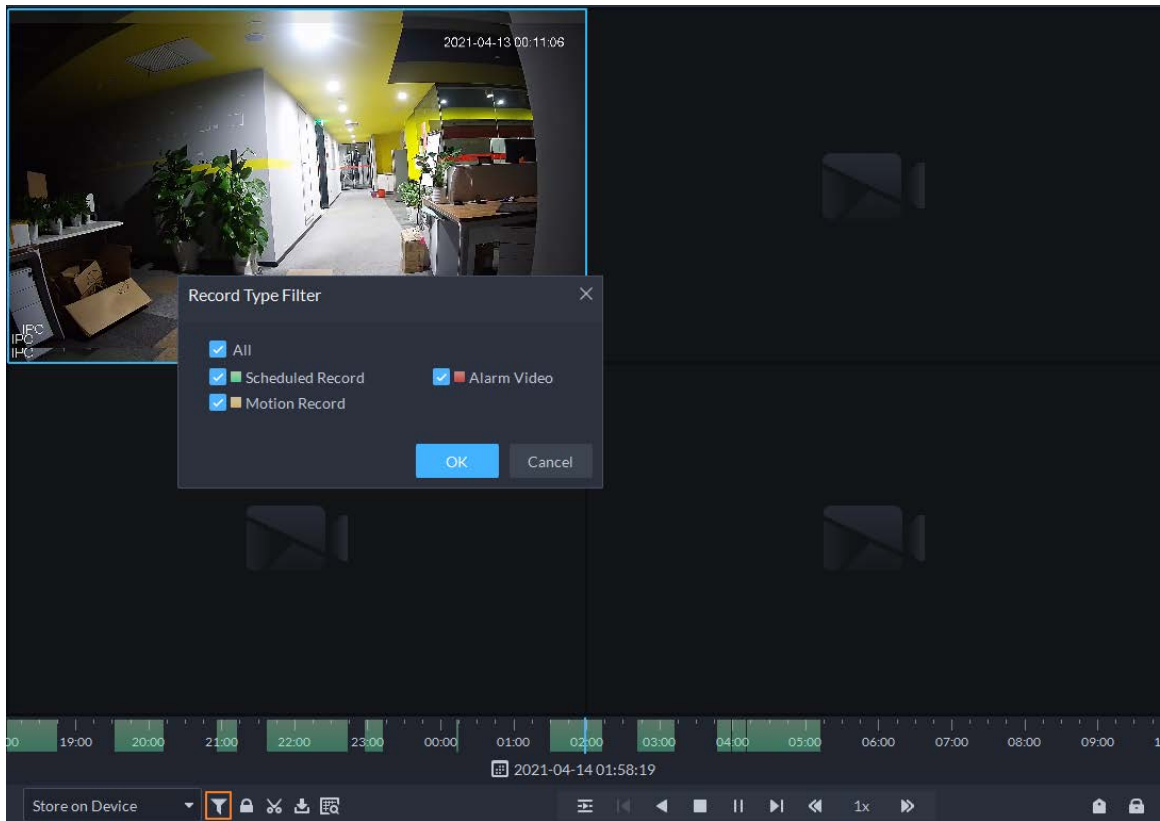 2021-04-13 00:11:06
IPC
IPC
IPC
Record Type Filter
All
Scheduled Record
Alarm Video
Motion Record
OK
Cancel
19:00 20:00 21:00 22:00 23:00 00:00 01:00 02:00 03:00 04:00 05:00 06:00 07:00 08:00 09:00
2021-04-14 01:58:19
Store on Device
1x